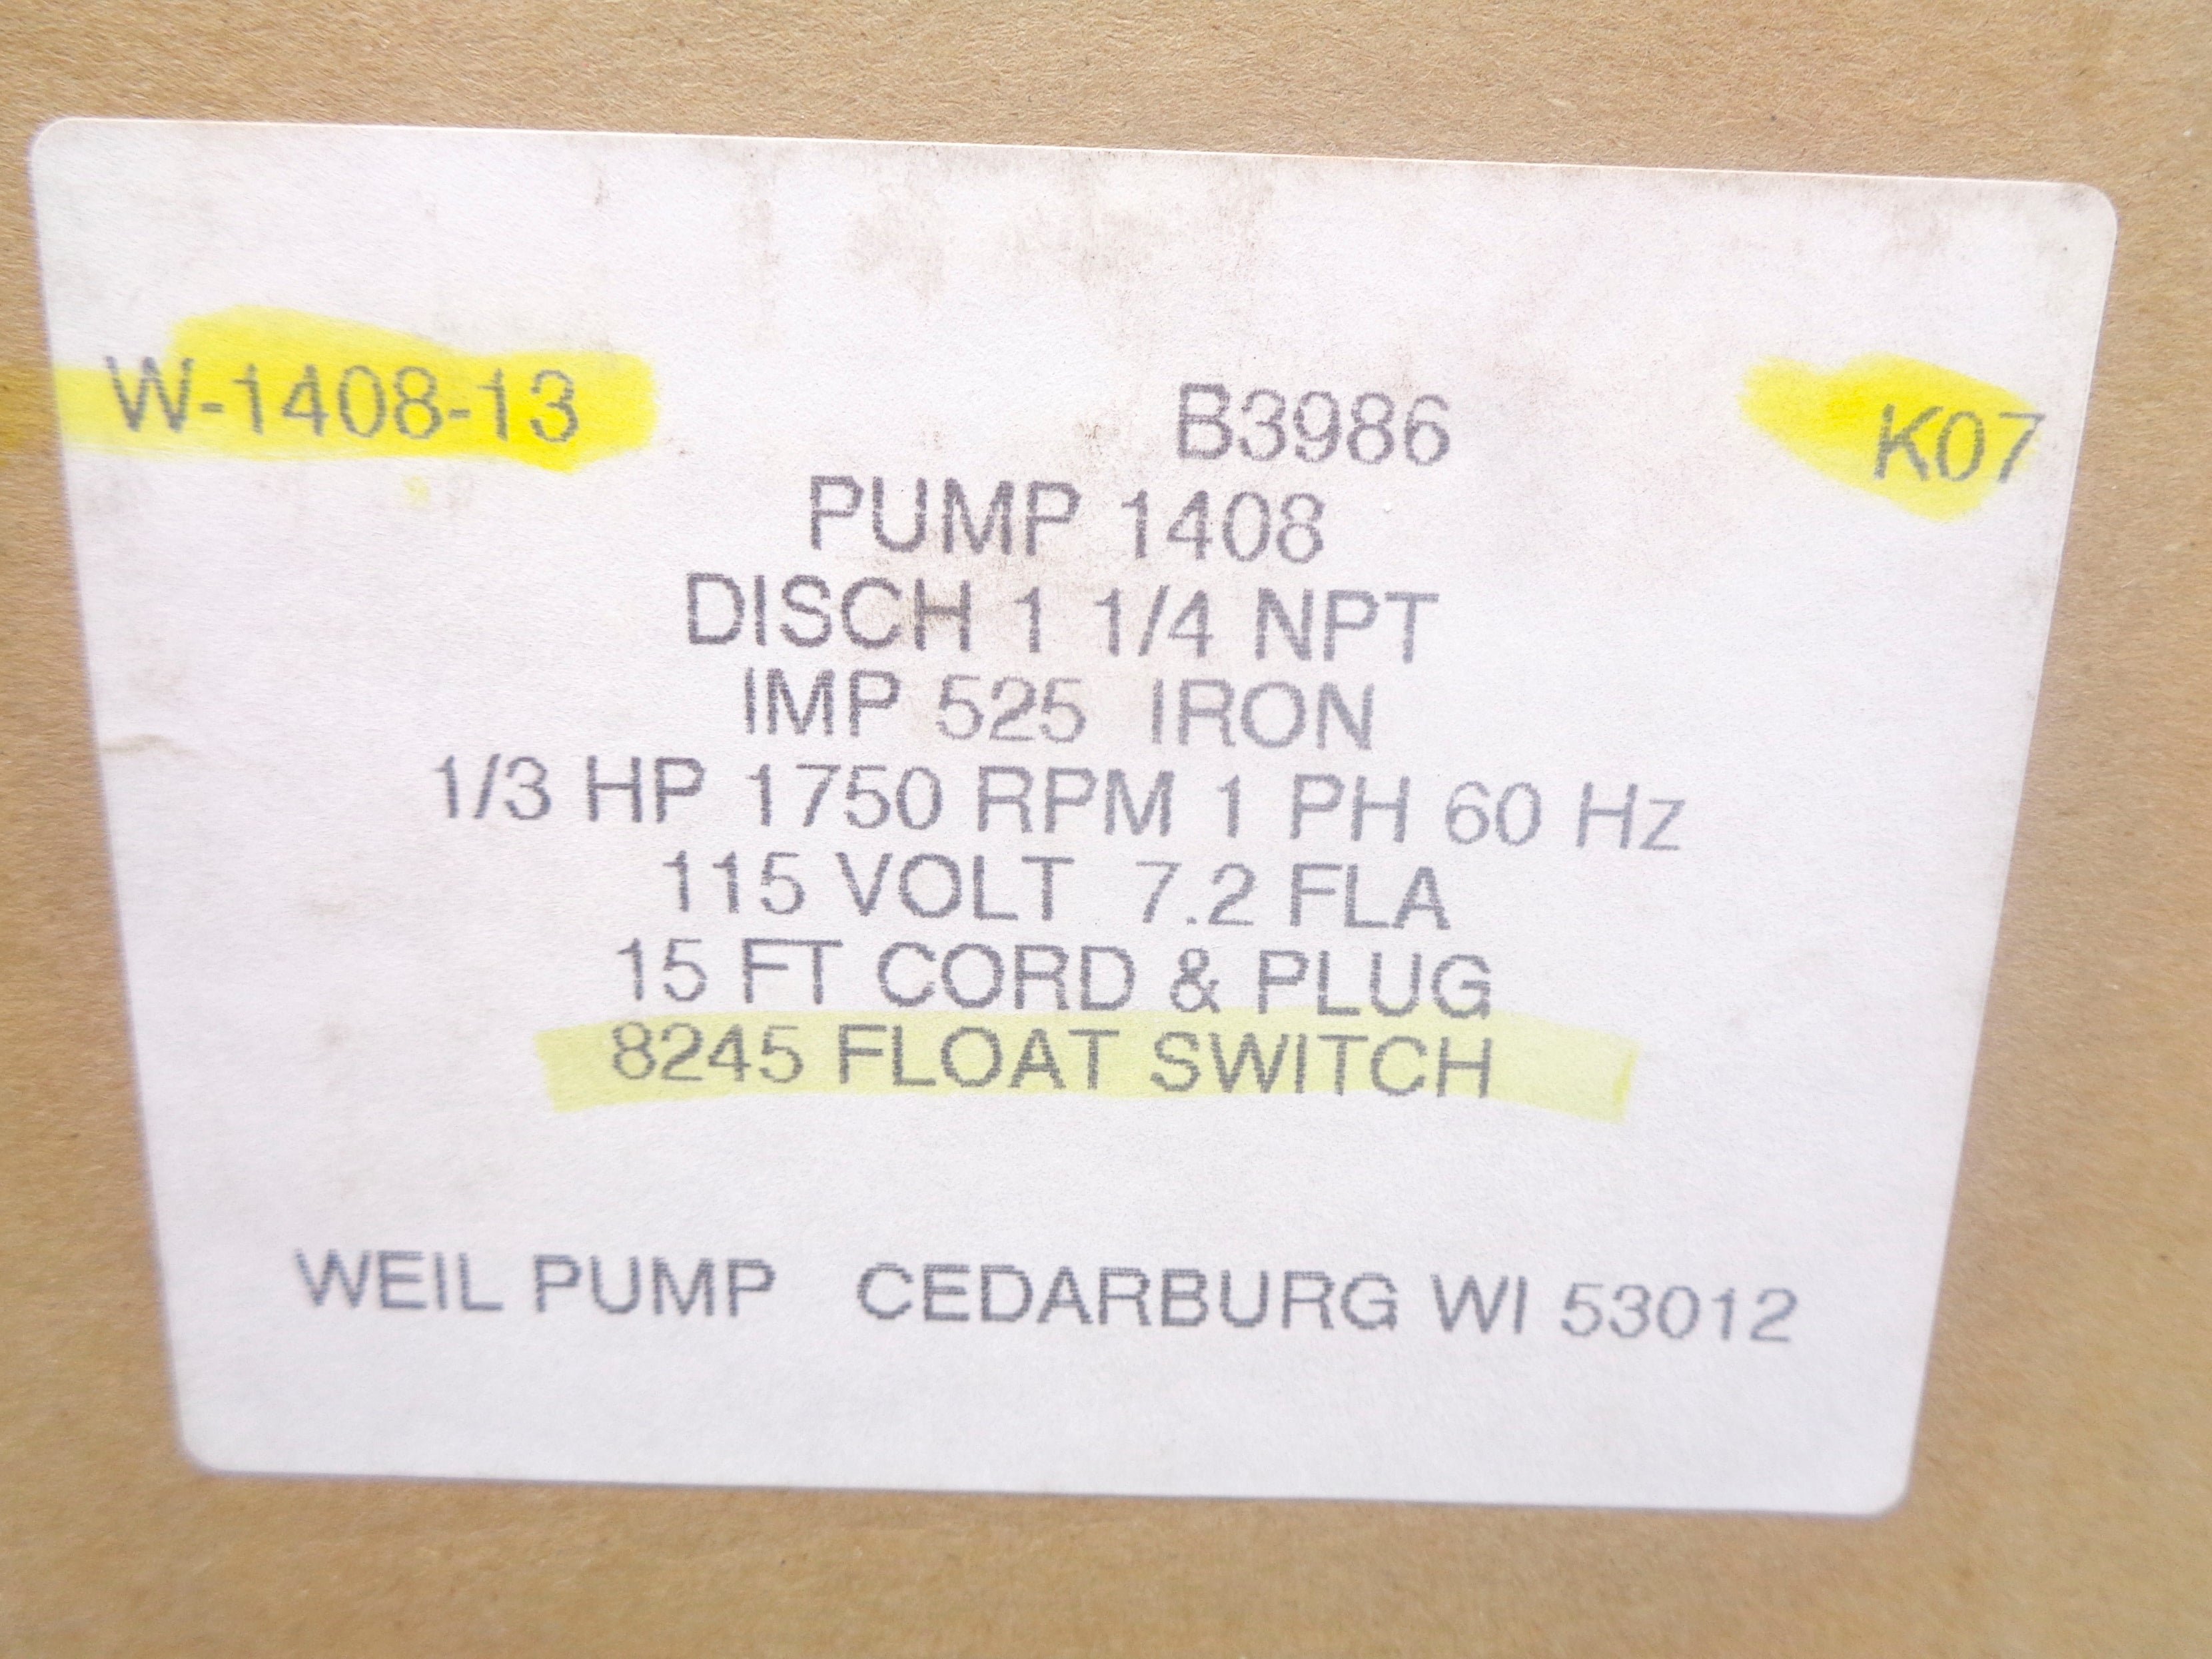 W-1408-13 B3986 K07
PUMP 1408
DISCH 1 1/4 NPT
IMP 525 IRON
1/3 HP 1750 RPM 1 PH 60 Hz
115 VOLT 7.2 FLA
15 FT CORD & PLUG
8245 FLOAT SWITCH
WEIL PUMP CEDARBURG WI 53012